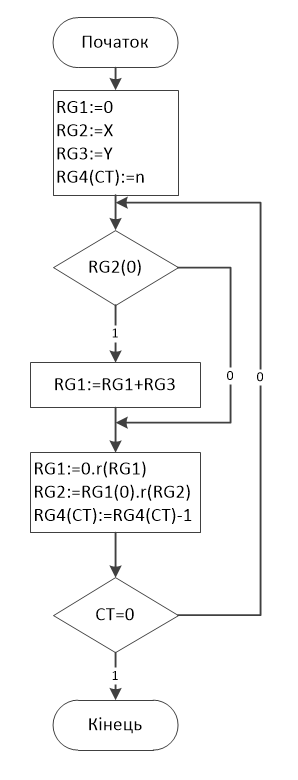 Початок
RG1:=0
RG2:=X
RG3:=Y
RG4(CT):=n
RG2(0)
1
0
0
RG1:=RG1+RG3
RG1:=0.r(RG1)
RG2:=RG1(0).r(RG2)
RG4(CT):=RG4(CT)-1
CT=0
1
Кінець